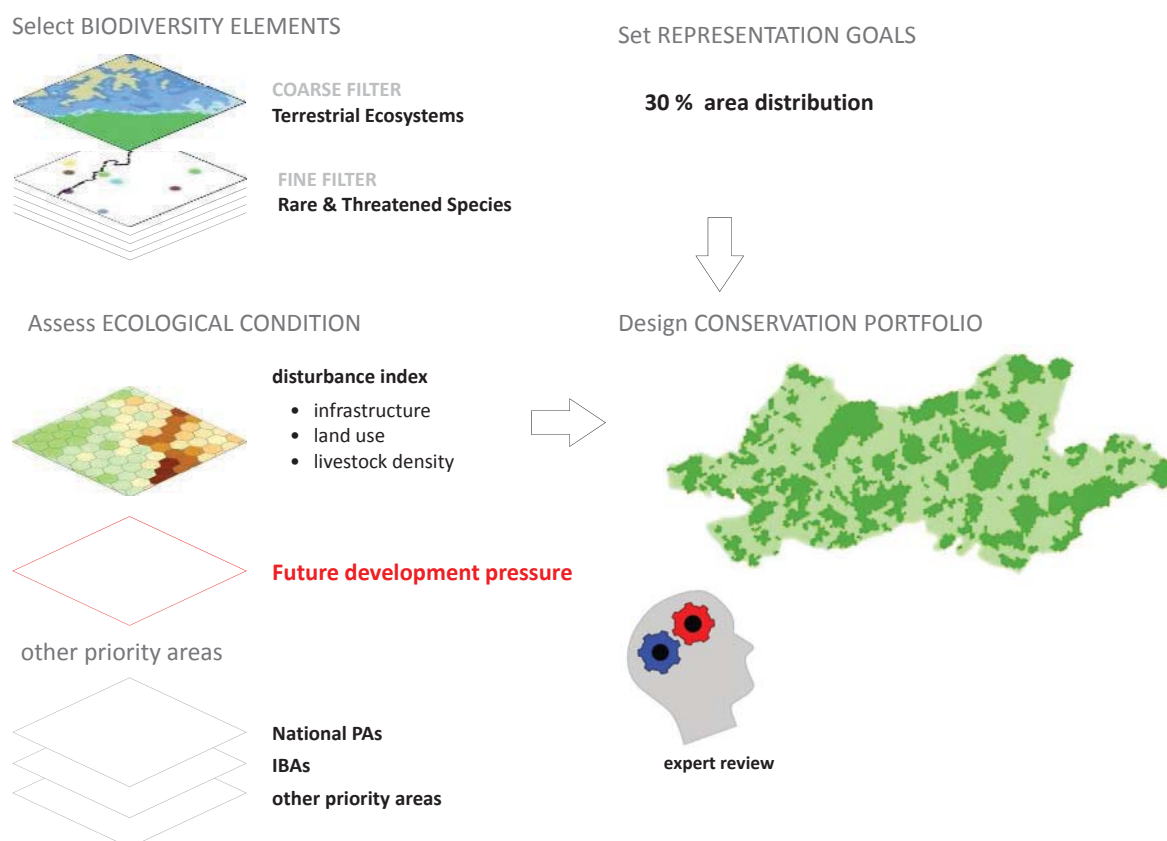 Select BIODIVERSITY ELEMENTS
COARSE FILTER
Terrestrial Ecosystems
FINE FILTER
Rare & Threatened Species
Set REPRESENTATION GOALS
30 % area distribution
Assess ECOLOGICAL CONDITION
disturbance index
• infrastructure
• land use
• livestock density
Future development pressure
other priority areas
National PAs
IBAs
other priority areas
Design CONSERVATION PORTFOLIO
expert review